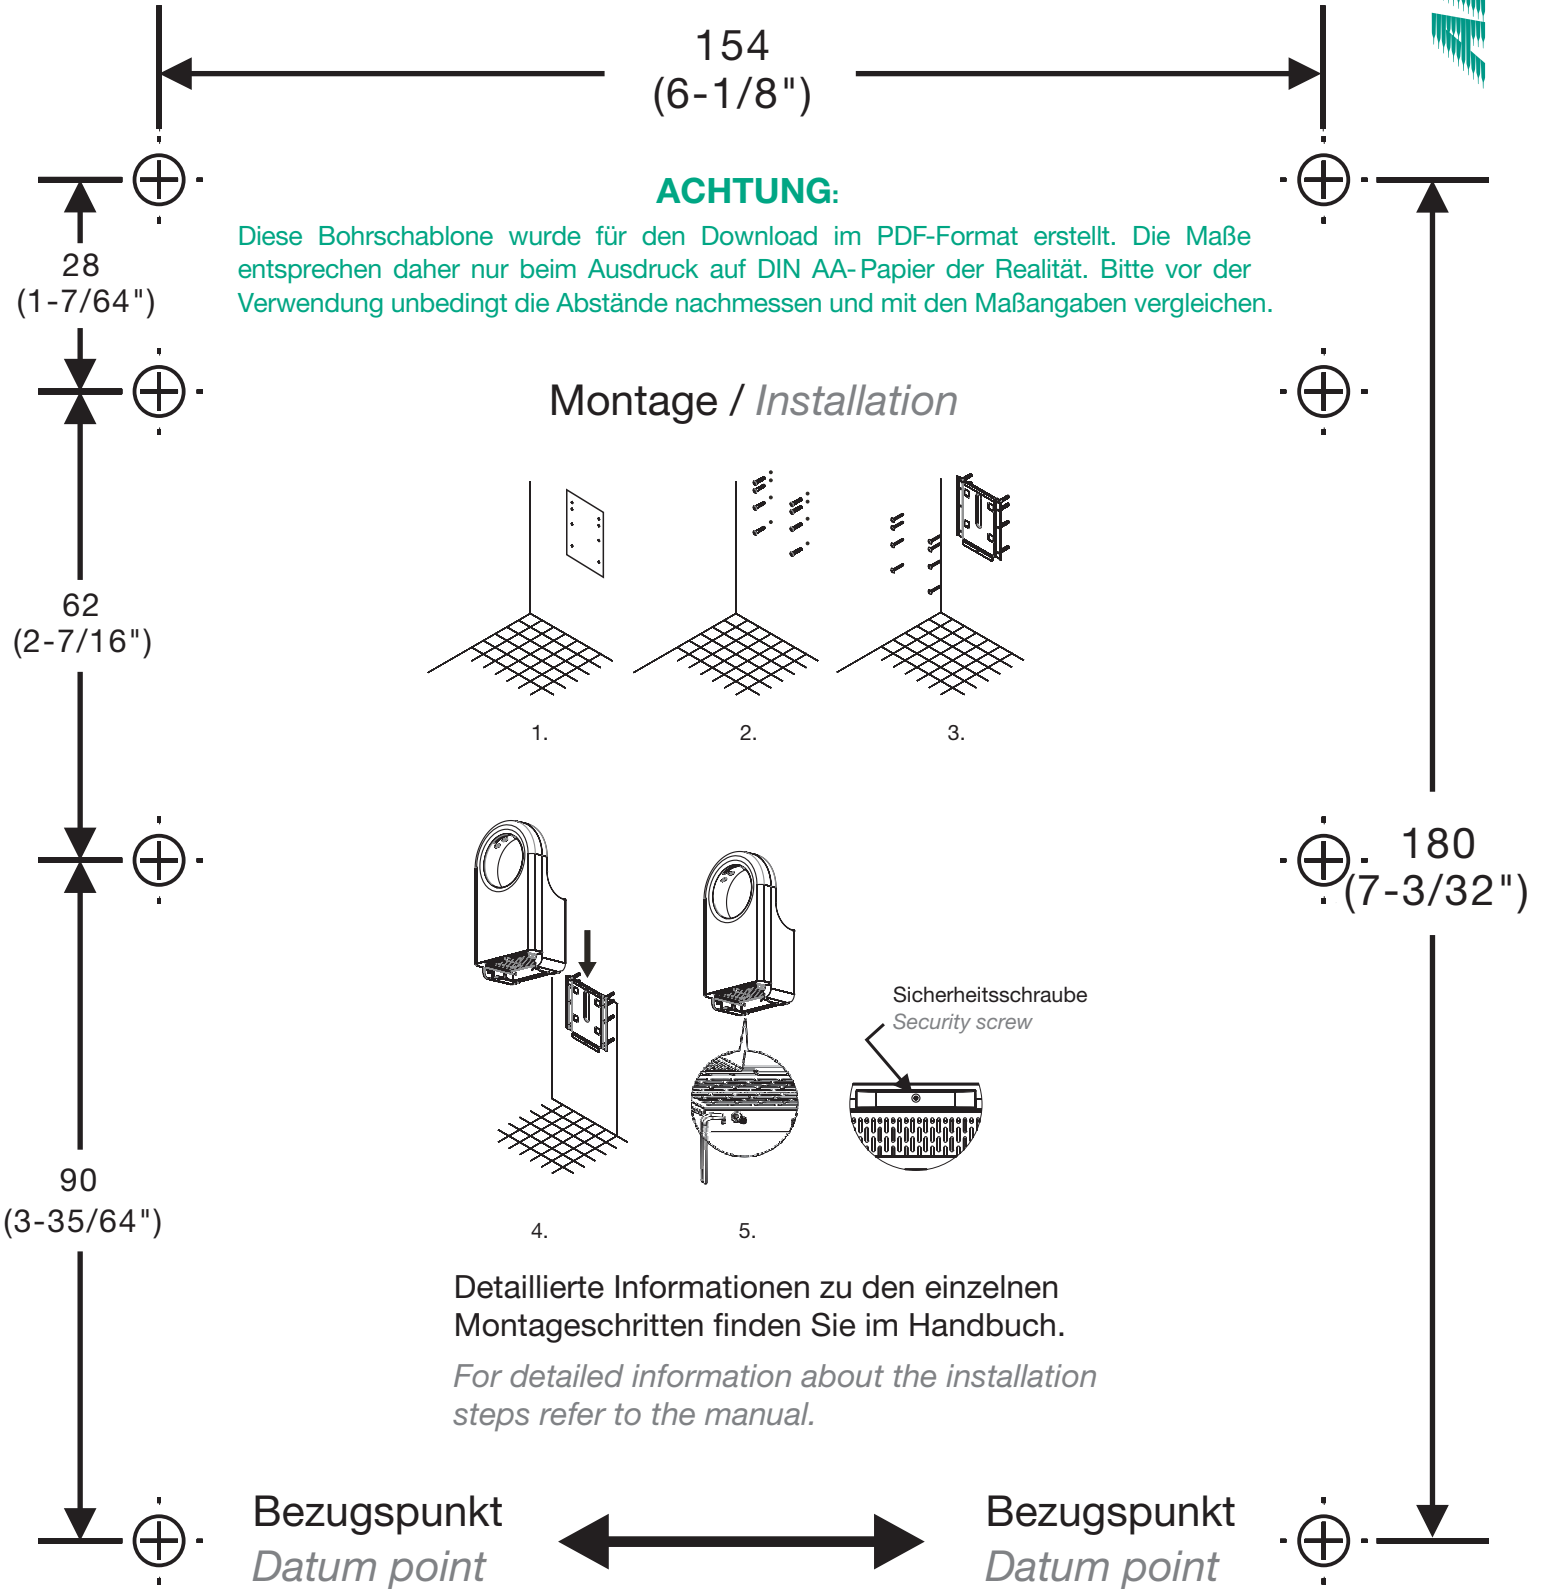 154
(6-1/8")
ACHTUNG:
Diese Bohrschablone wurde für den Download im PDF-Format erstellt. Die Maße
entsprechen daher nur beim Ausdruck auf DIN AA-Papier der Realität. Bitte vor der
Verwendung unbedingt die Abstände nachmessen und mit den Maßangaben vergleichen.
28
(1-7/64")
Montage / Installation
62
(2-7/16")
1.
2.
3.
180
(7-3/32")
Sicherheitsschraube
Security screw
90
(3-35/64")
4.
5.
Detaillierte Informationen zu den einzelnen
Montageschritten finden Sie im Handbuch.
For detailed information about the installation
steps refer to the manual.
Bezugspunkt
Datum point
Bezugspunkt
Datum point